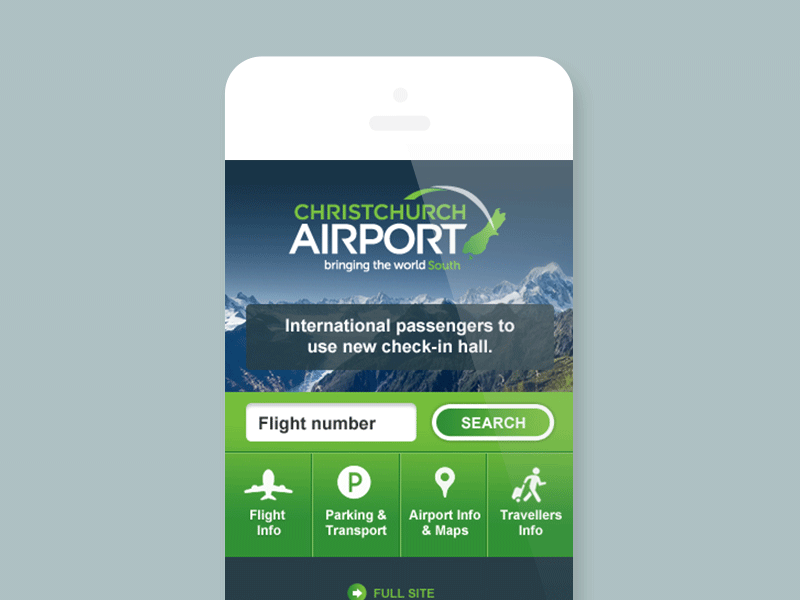 CHRISTCHURCH
AIRPORT
bringing the world South
International passengers to
use new check-in hall.
Flight number
SEARCH
Flight
Info
P
Parking &
Transport
Airport Info
& Maps
Travellers
Info
FULL SITE